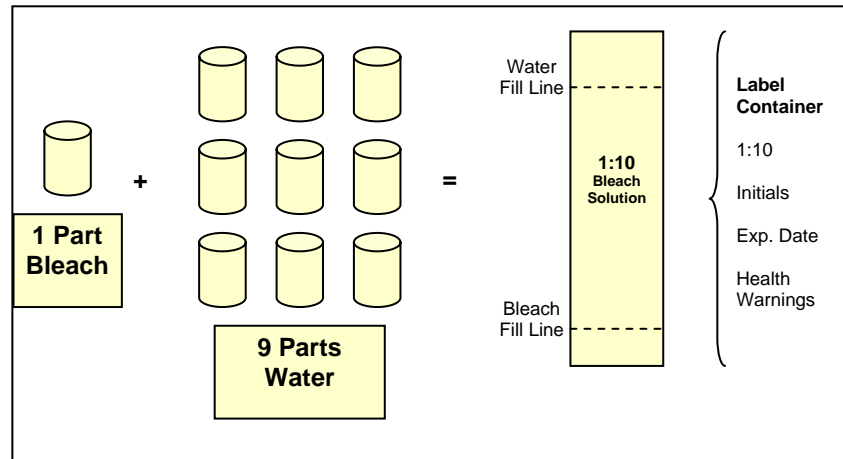 1 Part
Bleach
+
9 Parts
Water
=
Water
Fill Line
1:10
Bleach
Solution
Bleach
Fill Line
Label
Container
1:10
Initials
Exp. Date
Health
Warnings